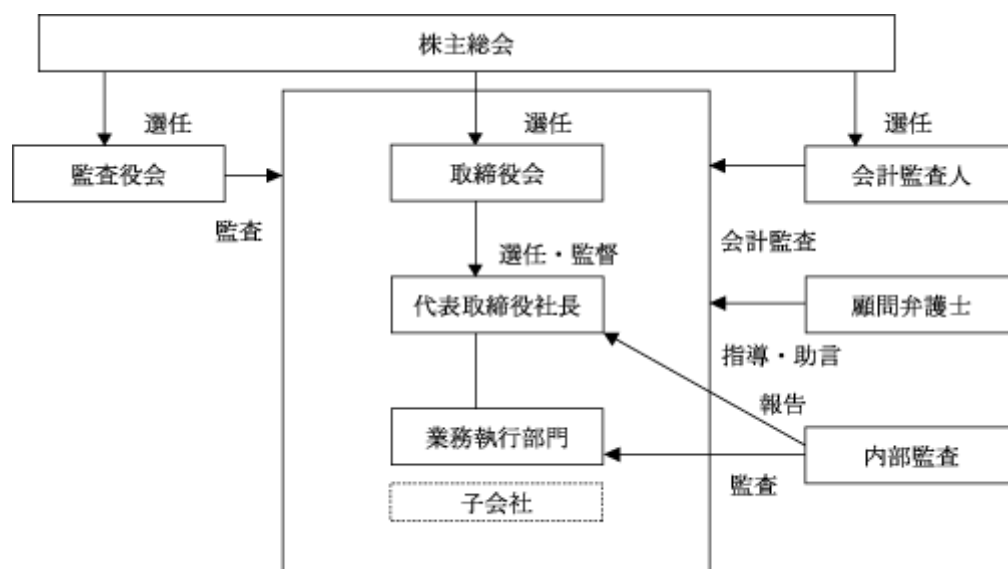 株主総会
選任
選任
選任
監査役会
取締役会
会計監査人
監査
会計監査
選任・監督
代表取締役社長
顧問弁護士
指導・助言
報告
業務執行部門
内部監査
監査
子会社